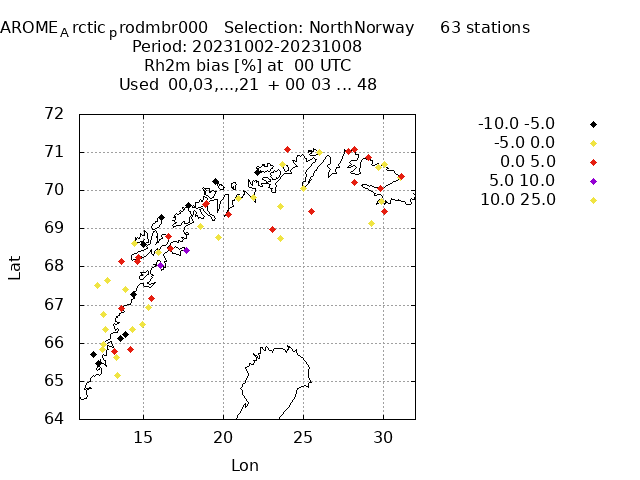 AROME_Arctic_prodmbr000 Selection: NorthNorway 63 stations
Period: 20231002-20231008
Rh2m bias [%] at 00 UTC
Used 00,03,...,21 + 00 03 ... 48
72
71
70
69
68
67
66
65
64
15 20 25 30
Lat
Lon
-10.0 -5.0
-5.0 0.0
0.0 5.0
5.0 10.0
10.0 25.0